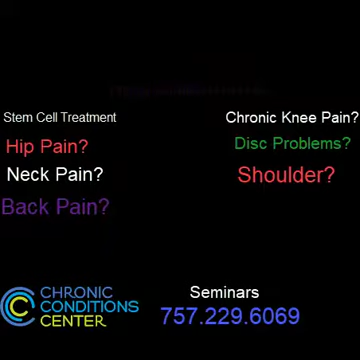 Stem Cell Treatment
Hip Pain?
Neck Pain?
Back Pain?
Chronic Knee Pain?
Disc Problems?
Shoulder?
CHRONIC
CONDITIONS
CENTER
Seminars
757.229.6069